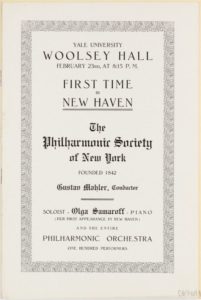 YALE UNIVERSITY
WOOLSEY HALL
FEBRUARY 23RD, AT 8:15 P. M.
FIRST TIME
IN
NEW HAVEN
The
Philharmonic Society
of New York
FOUNDED 1842
Gustav Mahler, Conductor
SOLOIST - Olga Samaroff - PIANO
(HER FIRST APPEARANCE IN NEW HAVEN)
AND THE ENTIRE
PHILHARMONIC ORCHESTRA
ONE HUNDRED PERFORMERS